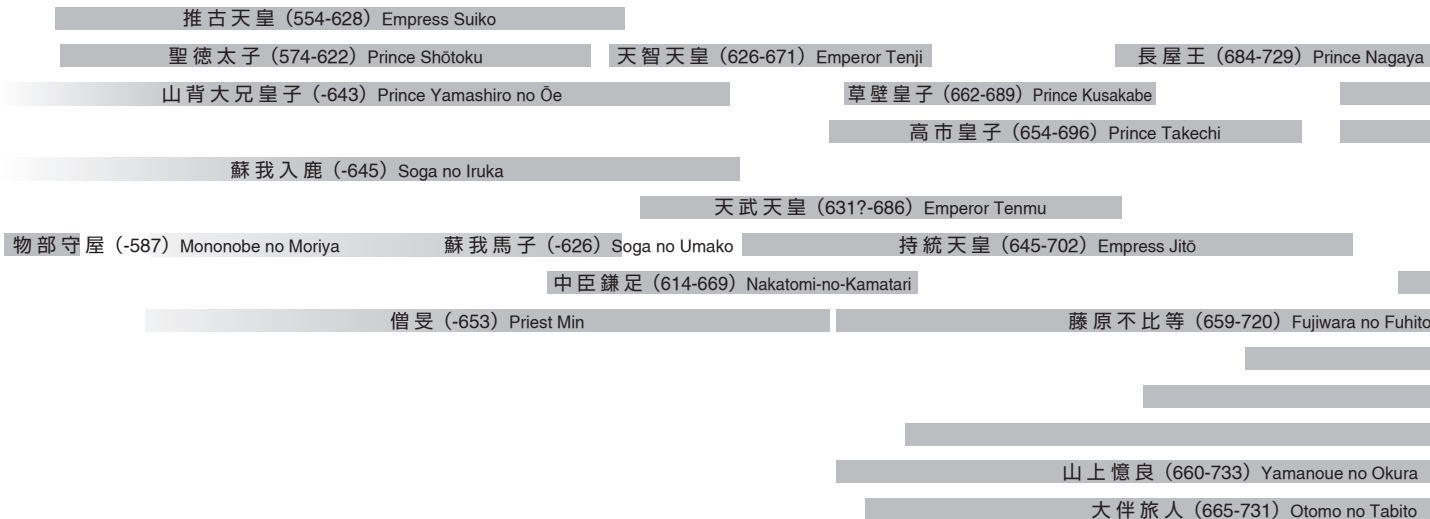 推古天皇（554-628）Empress Suiko
聖徳太子（574-622）Prince Shōtoku 天智天皇（626-671）Emperor Tenji 長屋王（684-729）Prince Nagaya
山背大兄皇子（-643）Prince Yamashiro no Ōe 草壁皇子（662-689）Prince Kusakabe
高市皇子（654-696）Prince Takechi
蘇我入鹿（-645）Soga no Iruka
天武天皇（631?-686）Emperor Tenmu
物部守屋（-587）Mononobe no Moriya 蘇我馬子（-626）Soga no Umako 持統天皇（645-702）Empress Jitō
中臣鎌足（614-669）Nakatomi-no-Kamatari
僧旻（-653）Priest Min 藤原不比等（659-720）Fujiwara no Fuhito
山上憶良（660-733）Yamanoue no Okura
大伴旅人（665-731）Otomo no Tabito